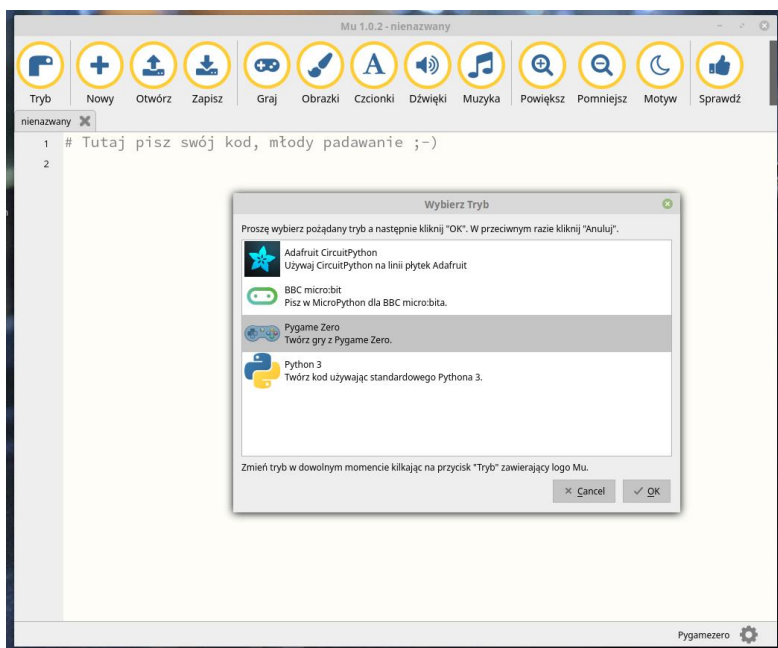 Mu 1.0.2 - nienazwany
Tryb Nowy Otwórz Zapisz Graj Obrazki Czcionki Dźwięki Muzyka Powiększ Pomniejsz Motyw Sprawdź
nienazwany
1 # Tutaj pisz swój kod, młody padawanie ;-)
2
Wybierz Tryb
Proszę wybierz pożądany tryb a następnie kliknij "OK". W przeciwnym razie kliknij "Anuluj".
Adafruit CircuitPython
Używaj CircuitPython na linii płytek Adafruit
BBC micro:bit
Pisz w MicroPython dla BBC micro:bita.
Pygame Zero
Twórz gry z Pygame Zero.
Python 3
Twórz kod używając standardowego Pythona 3.
Zmień tryb w dowolnym momencie kilkając na przycisk "Tryb" zawierający logo Mu.
Cancel OK
Pygamezero